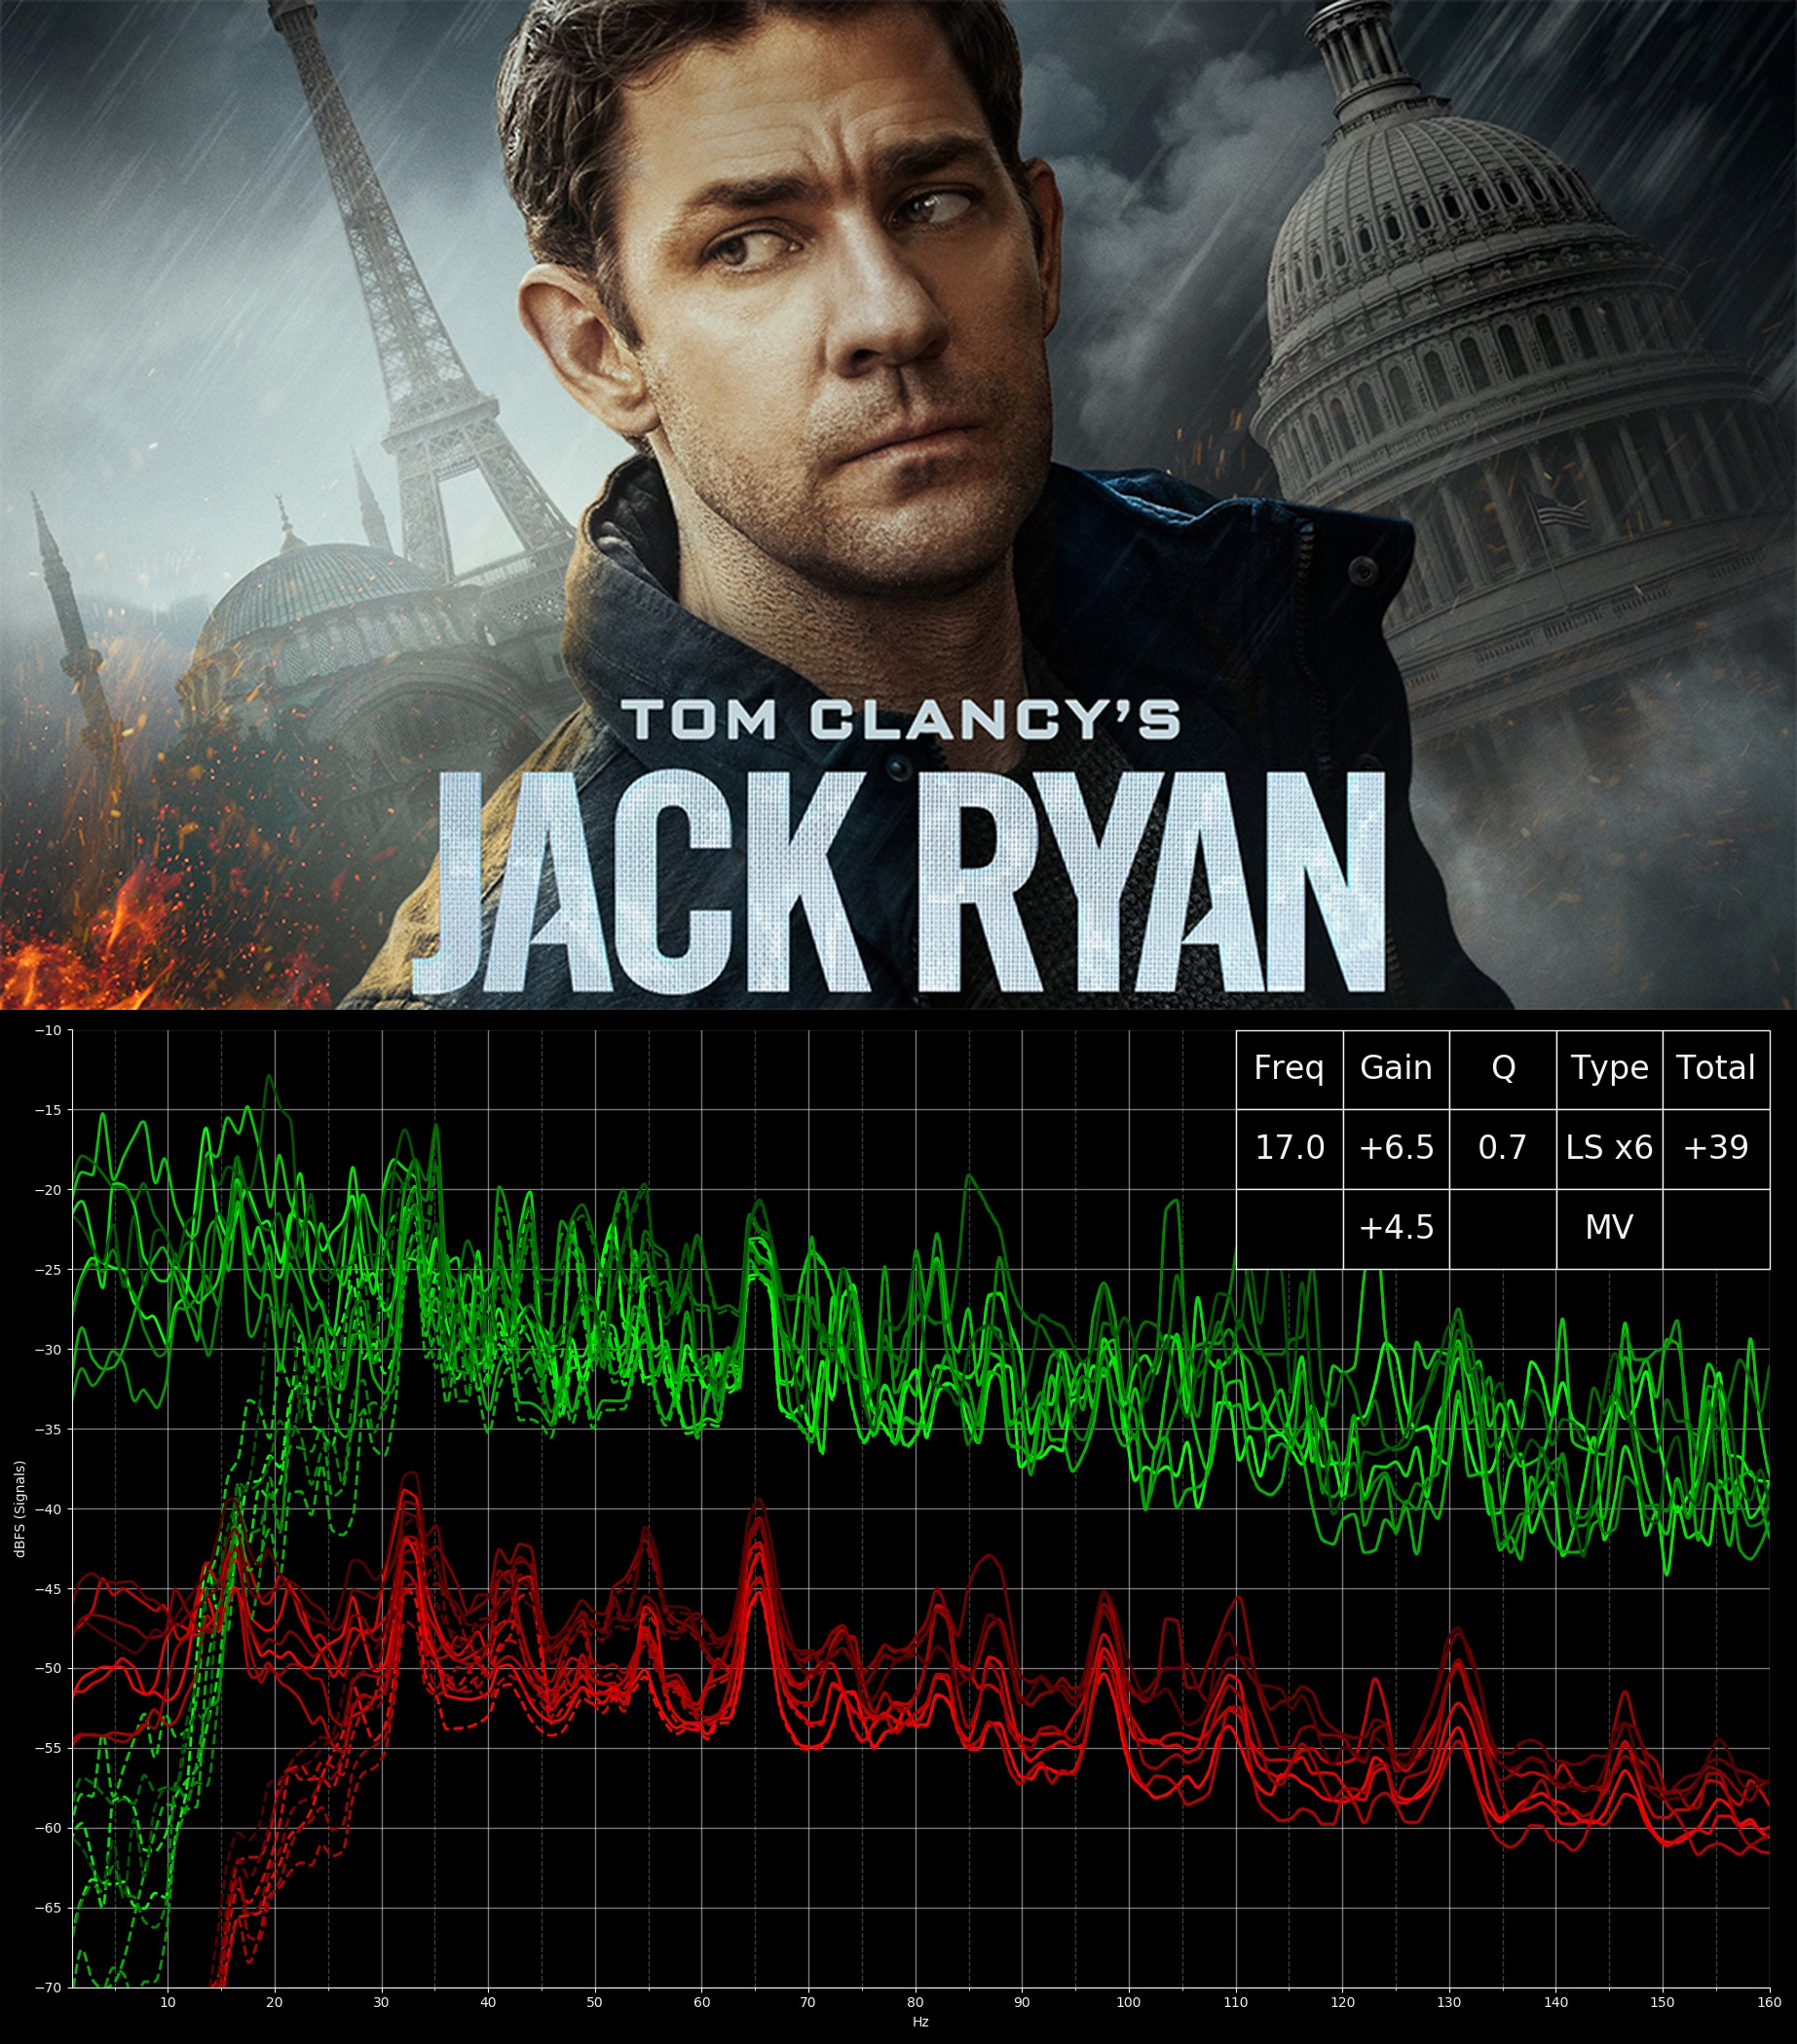 TOM CLANCY'S
JACK RYAN
Freq Gain Q Type Total
17.0 +6.5 0.7 LS x6 +39
+4.5 MV
−10
−15
−20
−25
−30
−35
−40
−45
−50
−55
−60
−65
−70
dBFS (Signals)
10 20 30 40 50 60 70 80 90 100 110 120 130 140 150 160
Hz